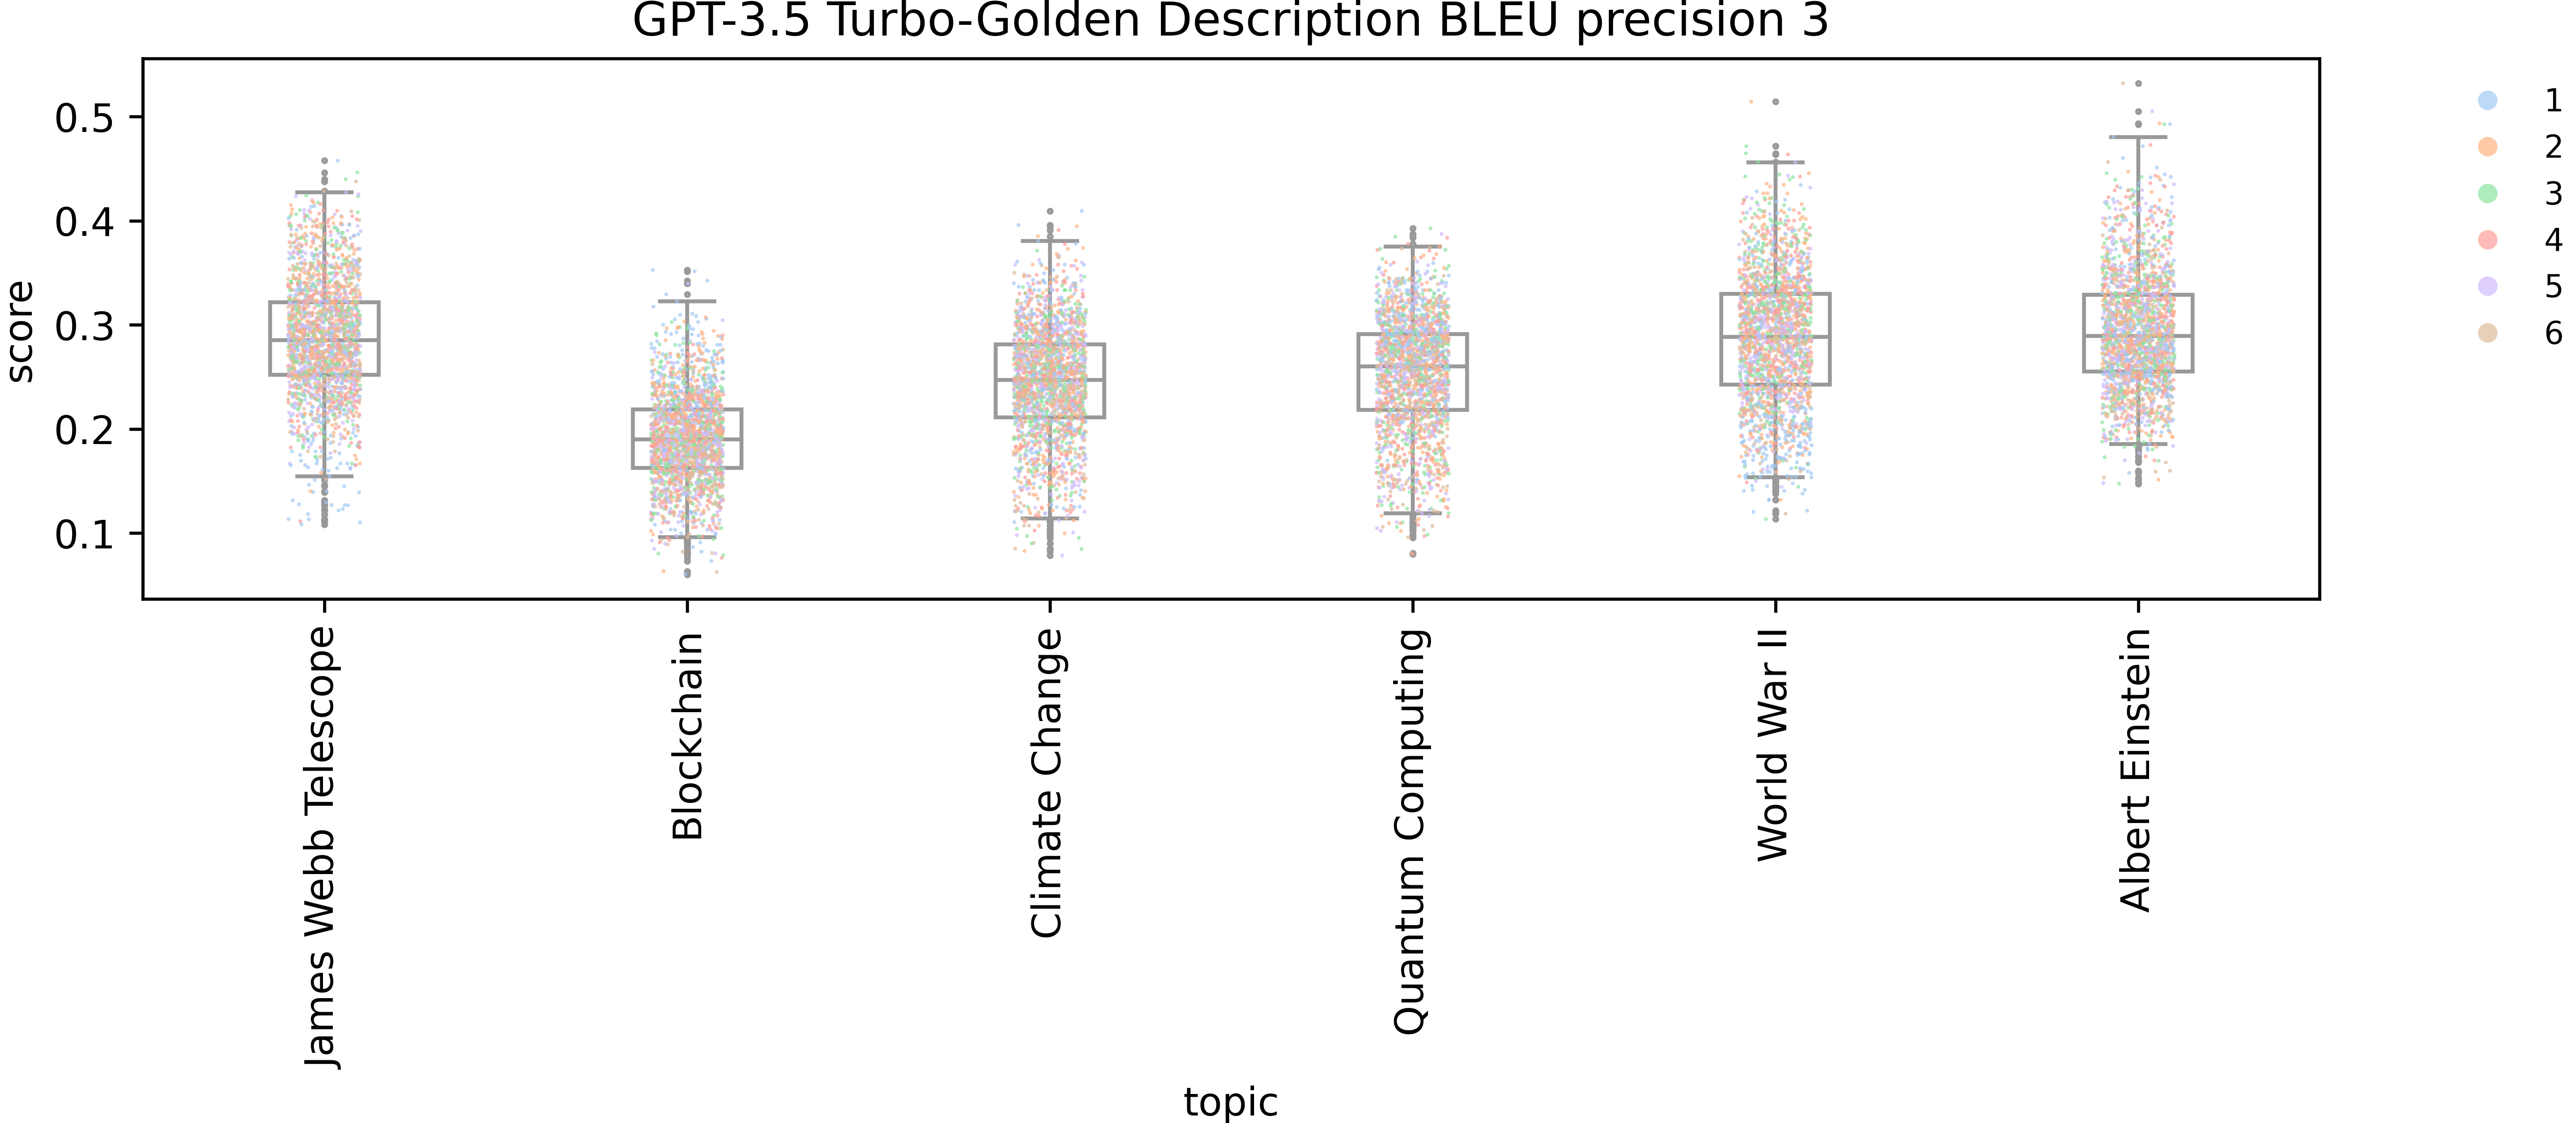 GPT-3.5 Turbo-Golden Description BLEU precision 3
score
0.5
0.4
0.3
0.2
0.1
James Webb Telescope
Blockchain
Climate Change
Quantum Computing
World War II
Albert Einstein
topic
1
2
3
4
5
6